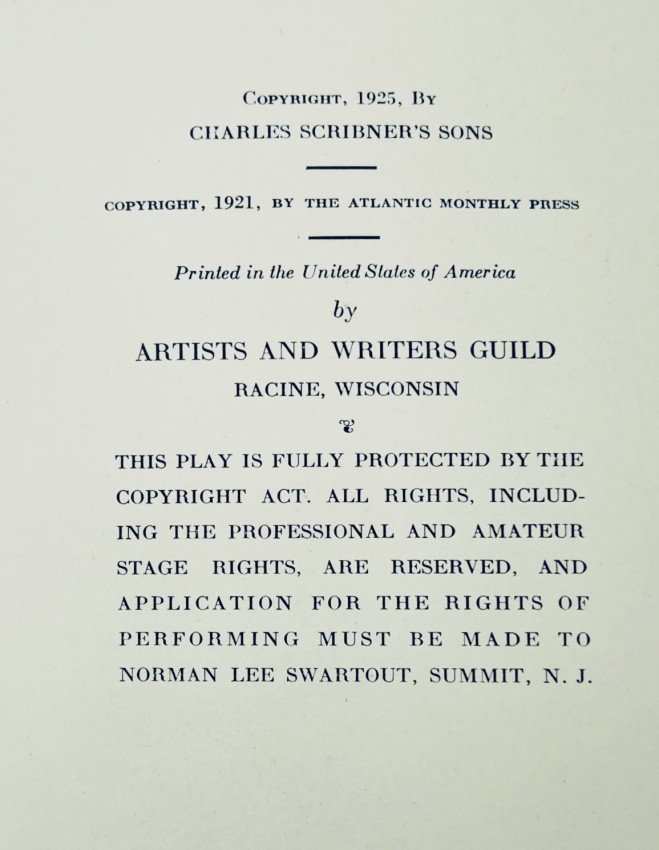 COPYRIGHT, 1925, BY
CHARLES SCRIBNER'S SONS
COPYRIGHT, 1921, BY THE ATLANTIC MONTHLY PRESS
Printed in the United States of America
by
ARTISTS AND WRITERS GUILD
RACINE, WISCONSIN
THIS PLAY IS FULLY PROTECTED BY THE
COPYRIGHT ACT. ALL RIGHTS, INCLUD-
ING THE PROFESSIONAL AND AMATEUR
STAGE RIGHTS, ARE RESERVED, AND
APPLICATION FOR THE RIGHTS OF
PERFORMING MUST BE MADE TO
NORMAN LEE SWARTOUT, SUMMIT, N. J.